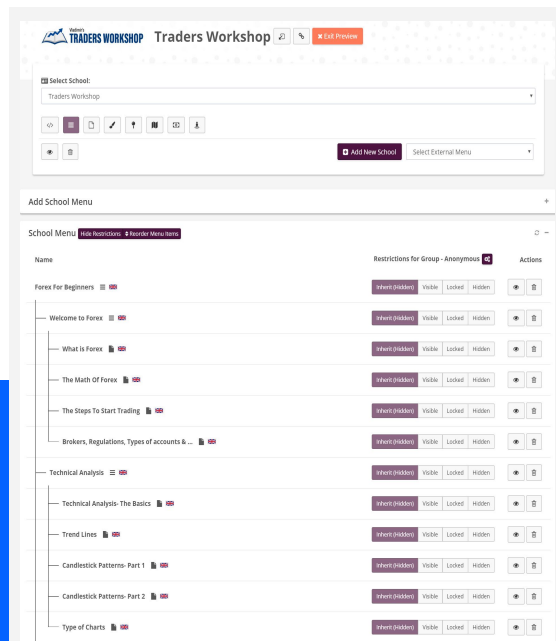 Vladimir's
TRADERS WORKSHOP
Traders Workshop
Exit Preview
Select School:
Traders Workshop
Add New School
Select External Menu
Add School Menu
School Menu Hide Restrictions Reorder Menu Items
Name Restrictions for Group - Anonymous Actions
Forex For Beginners Inherit (Hidden) Visible Locked Hidden
Welcome to Forex Inherit (Hidden) Visible Locked Hidden
What is Forex Inherit (Hidden) Visible Locked Hidden
The Math Of Forex Inherit (Hidden) Visible Locked Hidden
The Steps To Start Trading Inherit (Hidden) Visible Locked Hidden
Brokers, Regulations, Types of accounts & ... Inherit (Hidden) Visible Locked Hidden
Technical Analysis Inherit (Hidden) Visible Locked Hidden
Technical Analysis- The Basics Inherit (Hidden) Visible Locked Hidden
Trend Lines Inherit (Hidden) Visible Locked Hidden
Candlestick Patterns- Part 1 Inherit (Hidden) Visible Locked Hidden
Candlestick Patterns- Part 2 Inherit (Hidden) Visible Locked Hidden
Type of Charts Inherit (Hidden) Visible Locked Hidden